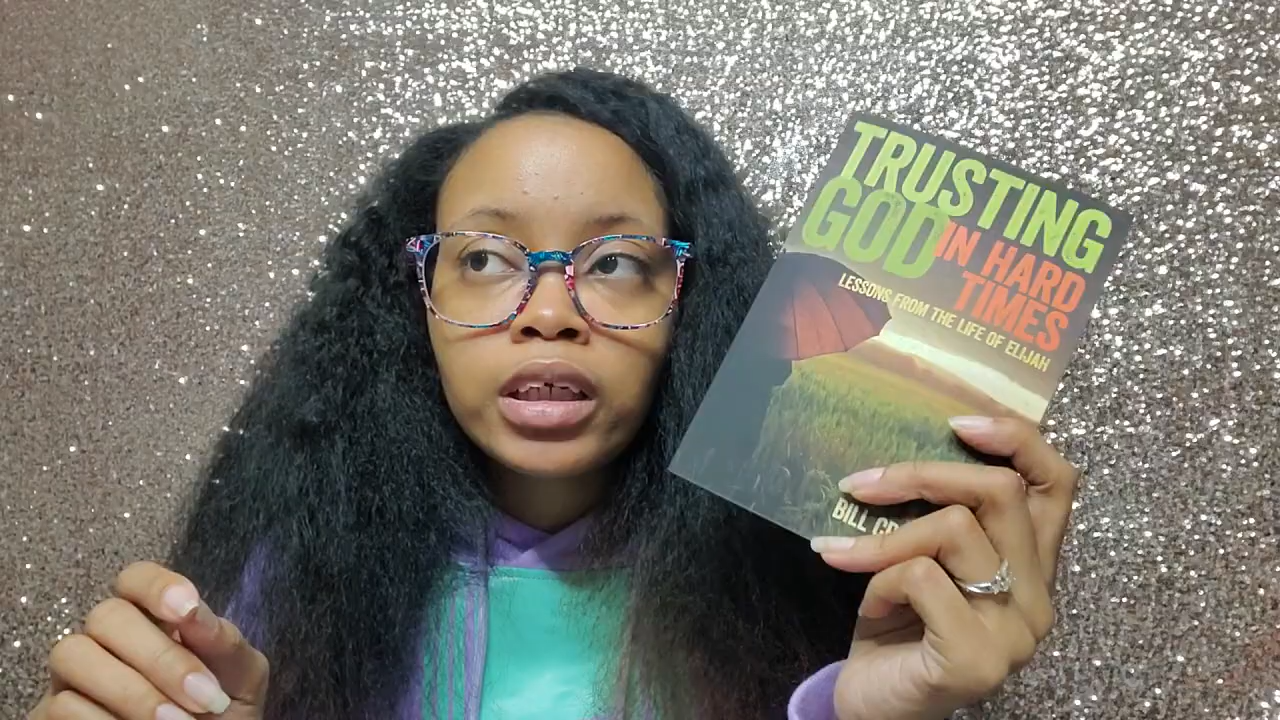 TRUSTING
GOD IN HARD
TIMES
LESSONS FROM THE LIFE OF ELIJAH
BILL